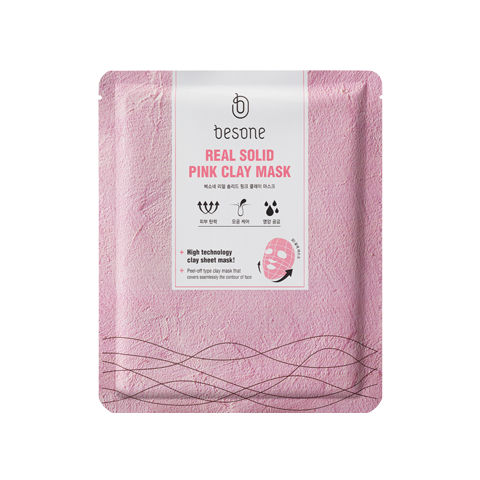 besone
REAL SOLID
PINK CLAY MASK
베소네 리얼 솔리드 핑크 클레이 마스크
피부 탄력 모공 케어 영양 공급
+ High technology
clay sheet mask!
+ Peel-off type clay mask that
covers seamlessly the contour of face